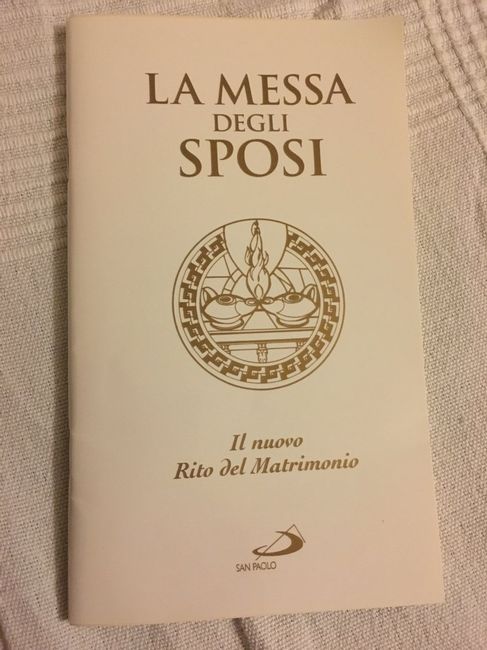 LA MESSA
DEGLI
SPOSI
Il nuovo
Rito del Matrimonio
SAN PAOLO